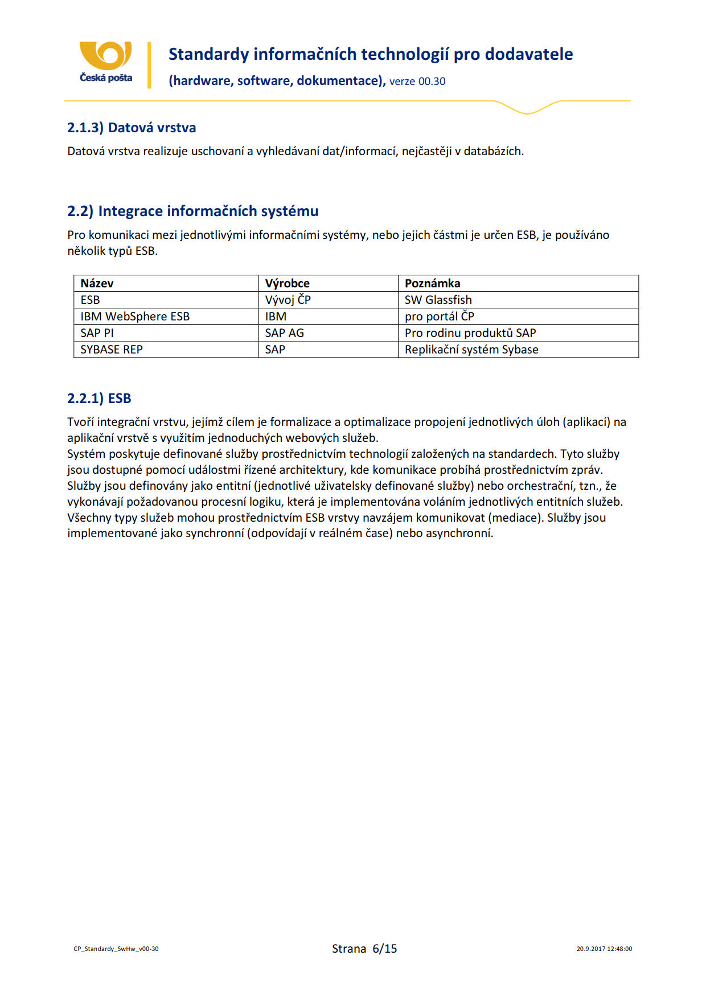 Česká pošta
Standardy informačních technologií pro dodavatele
(hardware, software, dokumentace), verze 00.30
2.1.3) Datová vrstva
Datová vrstva realizuje uschovaní a vyhledávaní dat/informací, nejčastěji v databázích.
2.2) Integrace informačních systému
Pro komunikaci mezi jednotlivými informačními systémy, nebo jejich částmi je určen ESB, je používáno
několik typů ESB.
Název Výrobce Poznámka
ESB Vývoj ČP SW Glassfish
IBM WebSphere ESB IBM pro portál ČP
SAP PI SAP AG Pro rodinu produktů SAP
SYBASE REP SAP Replikační systém Sybase
2.2.1) ESB
Tvoří integrační vrstvu, jejímž cílem je formalizace a optimalizace propojení jednotlivých úloh (aplikací) na
aplikační vrstvě s využitím jednoduchých webových služeb.
Systém poskytuje definované služby prostřednictvím technologií založených na standardech. Tyto služby
jsou dostupné pomocí událostmi řízené architektury, kde komunikace probíhá prostřednictvím zpráv.
Služby jsou definovány jako entitní (jednotlivé uživatelsky definované služby) nebo orchestrační, tzn., že
vykonávají požadovanou procesní logiku, která je implementována voláním jednotlivých entitních služeb.
Všechny typy služeb mohou prostřednictvím ESB vrstvy navzájem komunikovat (mediace). Služby jsou
implementované jako synchronní (odpovídají v reálném čase) nebo asynchronní.
CP_Standardy_SwHw_v00-30 Strana 6/15 20.9.2017 12:48:00